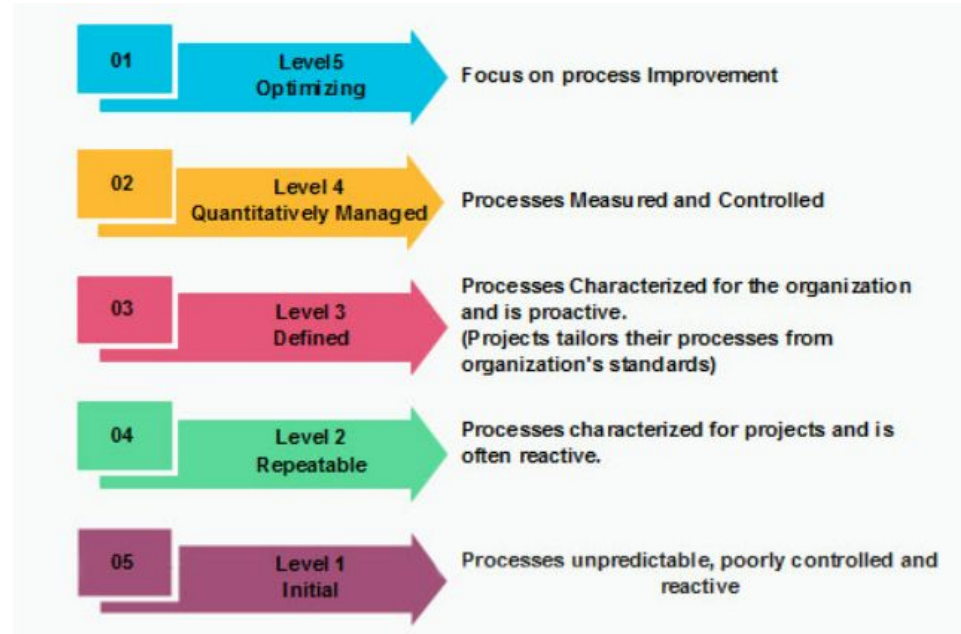 01
Level5
Optimizing
Focus on process Improvement
02
Level 4
Quantitatively Managed
Processes Measured and Controlled
03
Level 3
Defined
Processes Characterized for the organization
and is proactive.
(Projects tailors their processes from
organization's standards)
04
Level 2
Repeatable
Processes characterized for projects and is
often reactive.
05
Level 1
Initial
Processes unpredictable, poorly controlled and
reactive